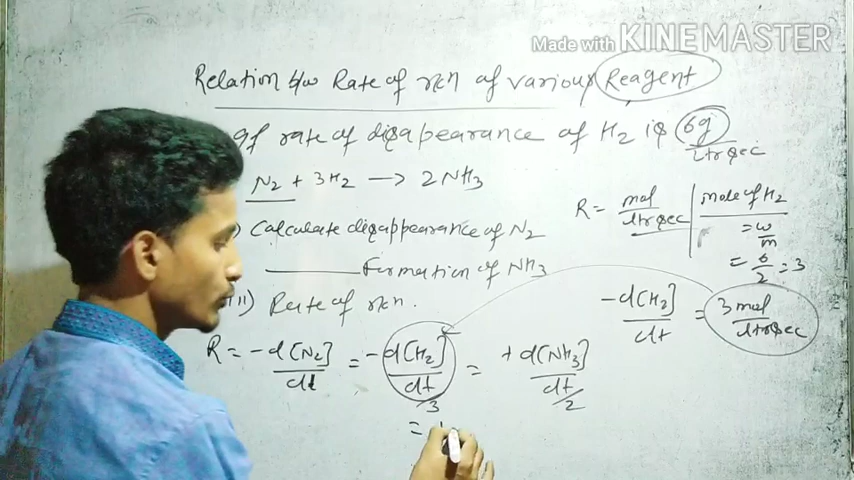 Made with KINEMASTER
Relation b/w Rate of rxn of various Reagent
If rate of disappearance of H2 is 6g/ltr sec
N2 + 3H2 → 2NH3
) Calculate disappearance of N2
Formation of NH3
III) Rate of rxn.
R = mol/ltr sec
mole of H2
= w/m
= 6/2 = 3
-d[H2]/dt = 3 mol/ltr sec
R = -d[N2]/dt = -d[H2]/dt/3 = +d[NH3]/dt/2
=